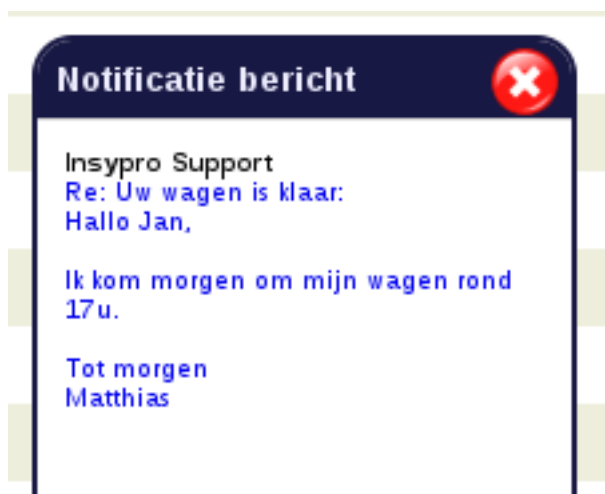 Notificatie bericht
Insypro Support
Re: Uw wagen is klaar:
Hallo Jan,
Ik kom morgen om mijn wagen rond
17u.
Tot morgen
Matthias